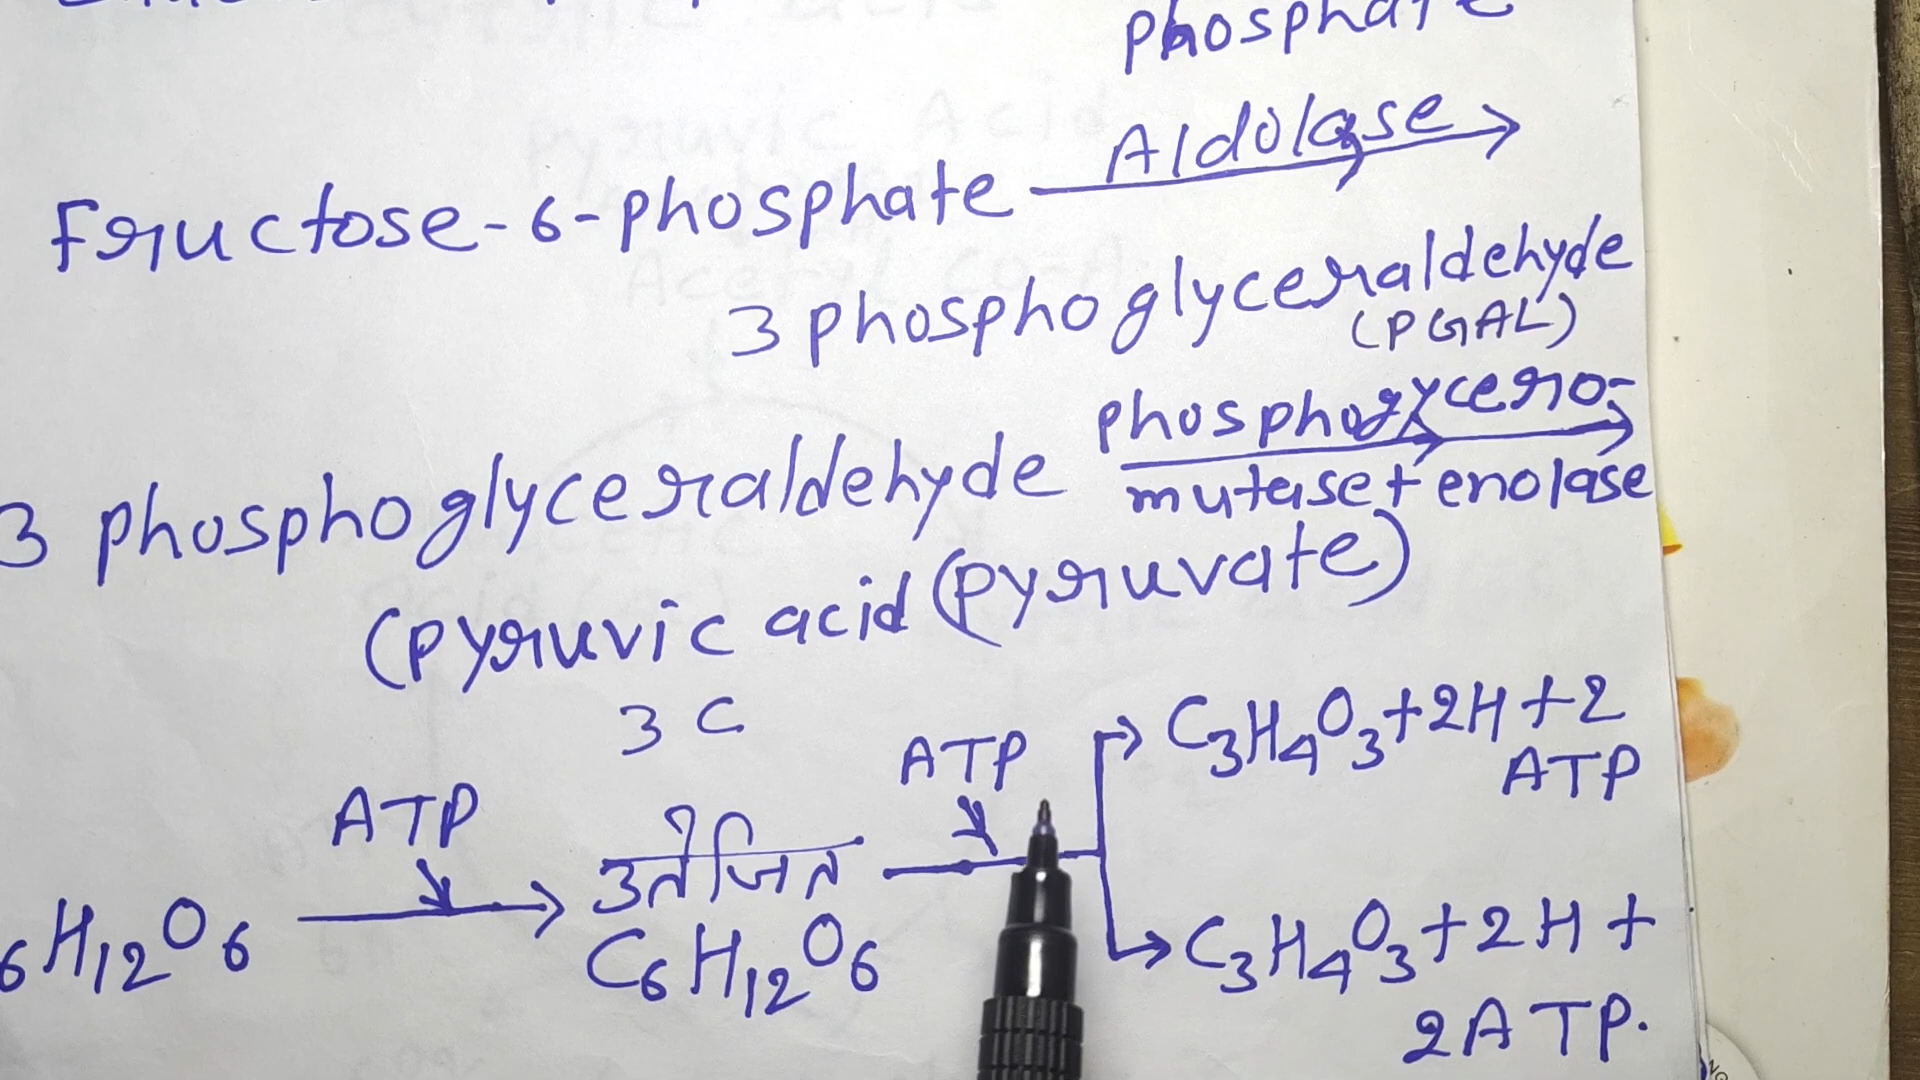 phosphate
Aldolase
Fructose-6-phosphate
3 phosphoglyceraldehyde
(PGAL)
phosphogycero-
3 phosphoglyceraldehyde
mutase+enolase
(pyruvic acid (pyruvate)
3 C
ATP
ATP
C3H4O3+2H+2
ATP
उत्तेजित
6H12O6
C6H12O6
C3H4O3+2H+
2ATP.